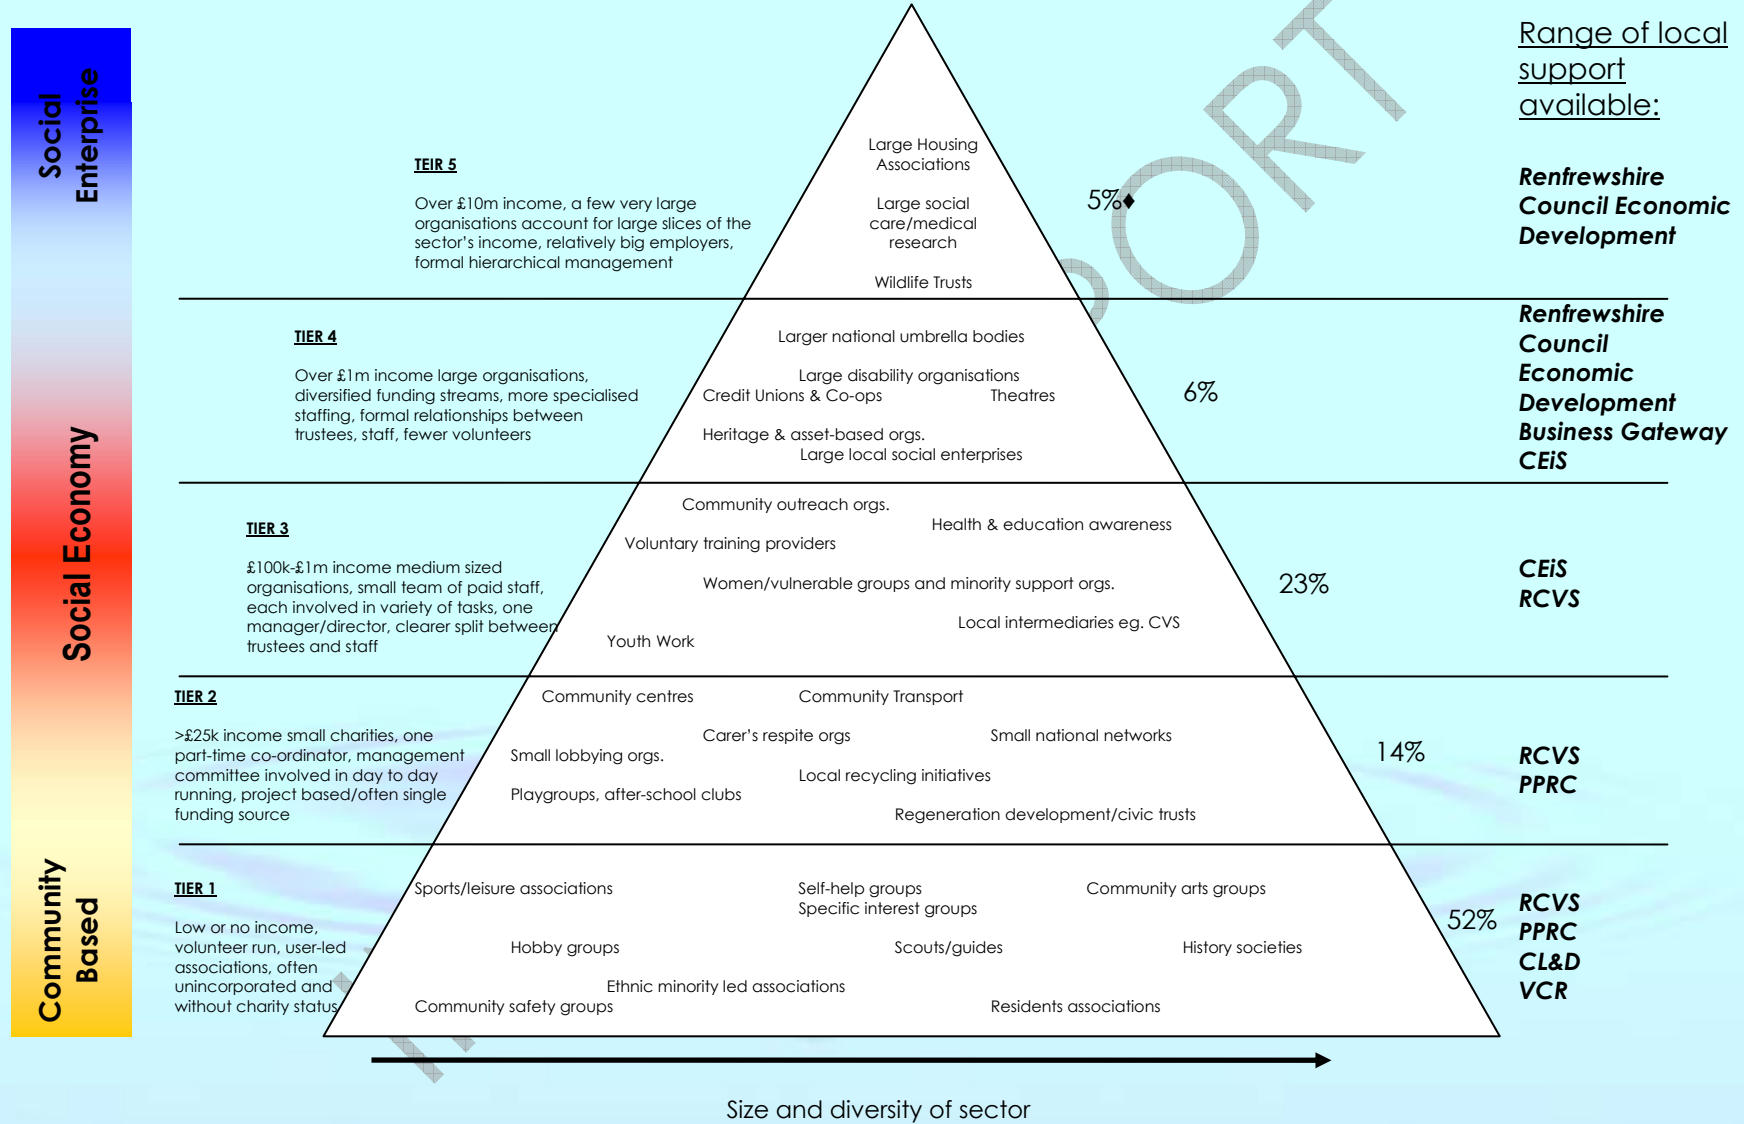 Social
Enterprise
Social Economy
Community
Based
TEIR 5
Over £10m income, a few very large
organisations account for large slices of the
sector's income, relatively big employers,
formal hierarchical management
Large Housing
Associations
Large social
care/medical
research
Wildlife Trusts
5%♦
Range of local
support
available:
Renfrewshire
Council Economic
Development
TIER 4
Over £1m income large organisations,
diversified funding streams, more specialised
staffing, formal relationships between
trustees, staff, fewer volunteers
Larger national umbrella bodies
Large disability organisations
Credit Unions & Co-ops Theatres
Heritage & asset-based orgs.
Large local social enterprises
6%
Renfrewshire
Council
Economic
Development
Business Gateway
CEiS
TIER 3
£100k-£1m income medium sized
organisations, small team of paid staff,
each involved in variety of tasks, one
manager/director, clearer split between
trustees and staff
Community outreach orgs.
Health & education awareness
Voluntary training providers
Women/vulnerable groups and minority support orgs.
Local intermediaries eg. CVS
Youth Work
23%
CEiS
RCVS
TIER 2
>£25k income small charities, one
part-time co-ordinator, management
committee involved in day to day
running, project based/often single
funding source
Community centres Community Transport
Carer's respite orgs Small national networks
Small lobbying orgs.
Local recycling initiatives
Playgroups, after-school clubs
Regeneration development/civic trusts
14%
RCVS
PPRC
TIER 1
Low or no income,
volunteer run, user-led
associations, often
unincorporated and
without charity status
Sports/leisure associations Self-help groups Community arts groups
Specific interest groups
Hobby groups Scouts/guides History societies
Ethnic minority led associations
Community safety groups Residents associations
52%
RCVS
PPRC
CL&D
VCR
Size and diversity of sector